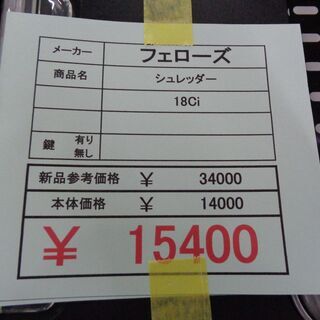 メーカー フェローズ
商品名 シュレッダー
18Ci
鍵 有り
無し
新品参考価格 ¥ 34000
本体価格 ¥ 14000
¥ 15400